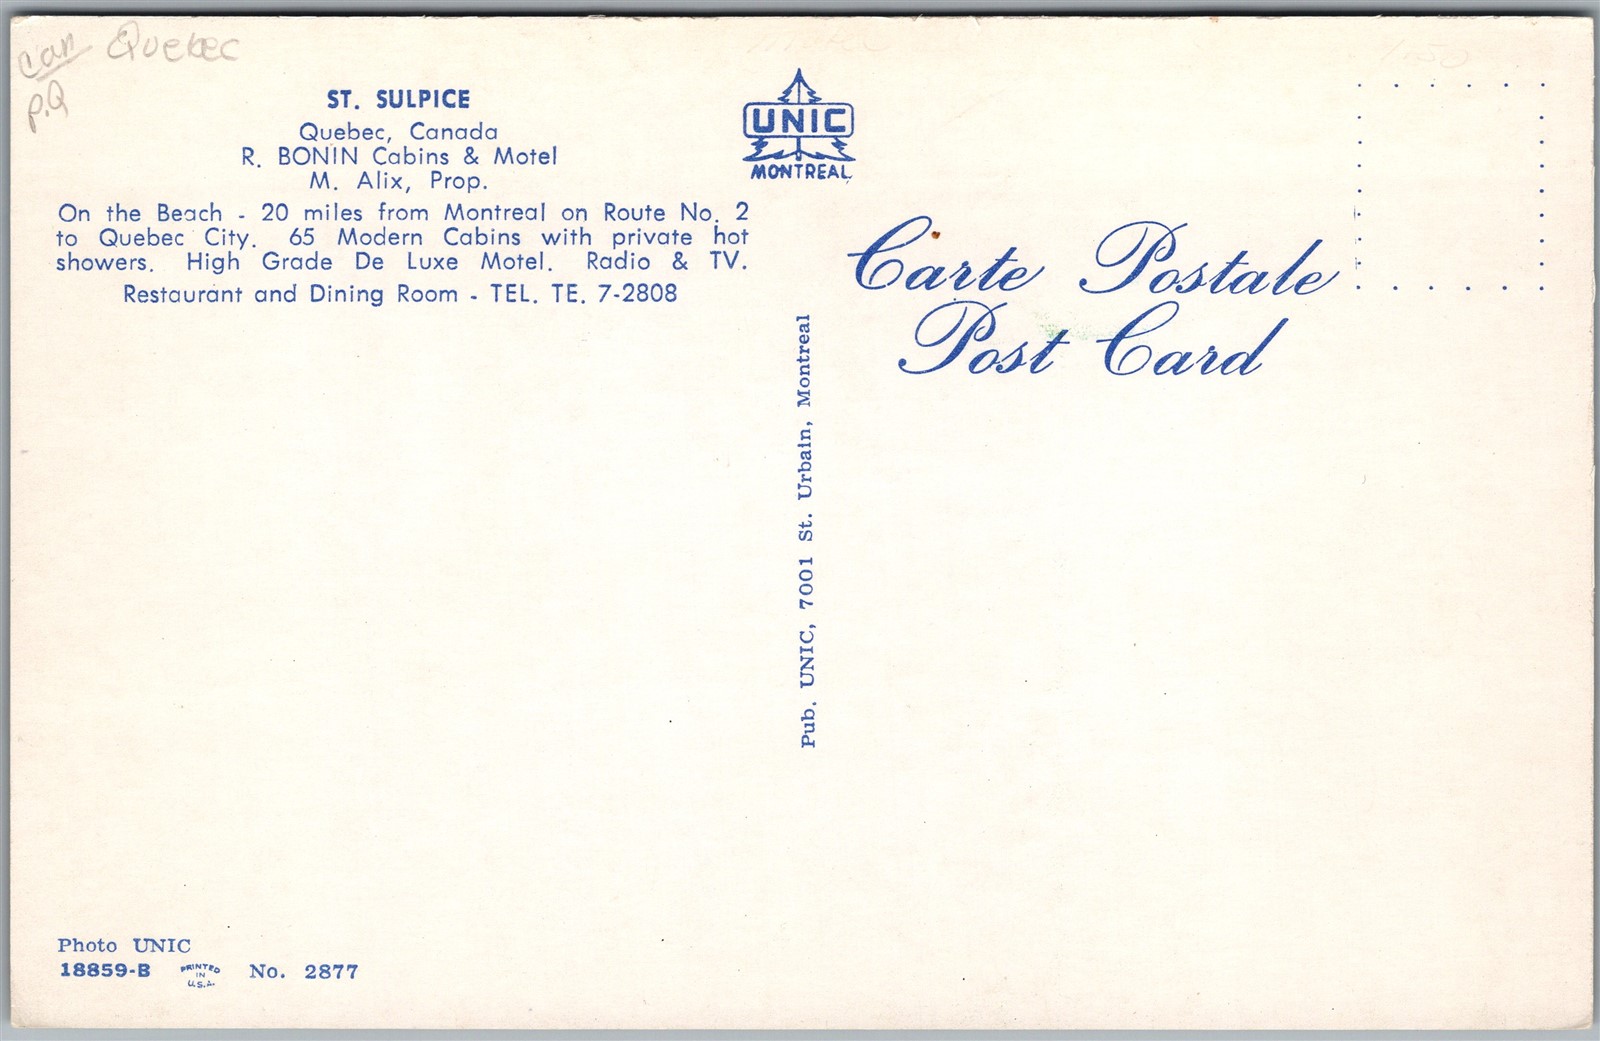 can Quebec
P.Q
ST. SULPICE
Quebec, Canada
R. BONIN Cabins & Motel
M. Alix, Prop.
On the Beach - 20 miles from Montreal on Route No. 2
to Quebec City. 65 Modern Cabins with private hot
showers. High Grade De Luxe Motel. Radio & TV.
Restaurant and Dining Room - TEL. TE. 7-2808
UNIC
MONTREAL
Carte Postale
Post Card
Pub. UNIC, 7001 St. Urbain, Montreal
Photo UNIC
18859-B PRINTED IN U.S.A. No. 2877